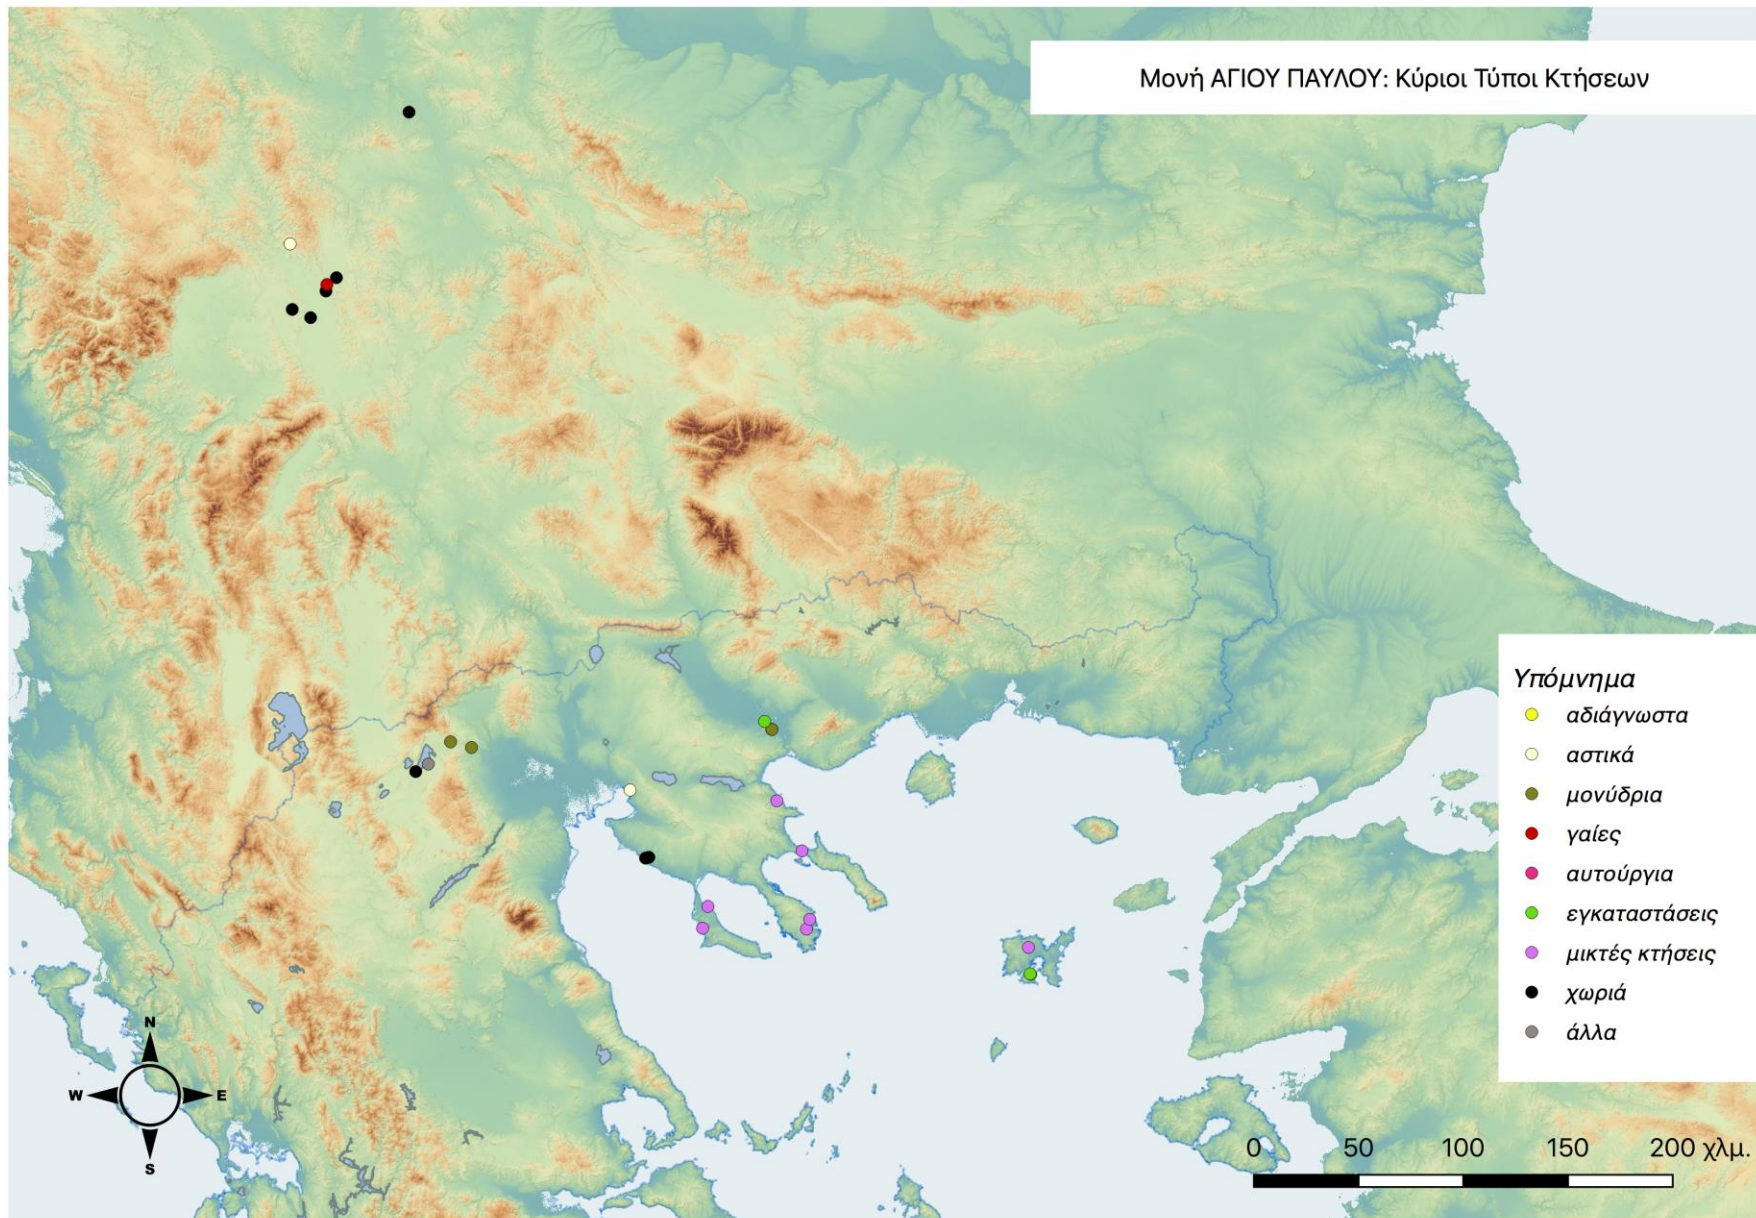 Μονή ΑΓΙΟΥ ΠΑΥΛΟΥ: Κύριοι Τύποι Κτήσεων
Υπόμνημα
αδιάγνωστα
αστικά
μονύδρια
γαίες
αυτούργια
εγκαταστάσεις
μικτές κτήσεις
χωριά
άλλα
N
W E
S
0 50 100 150 200 χλμ.